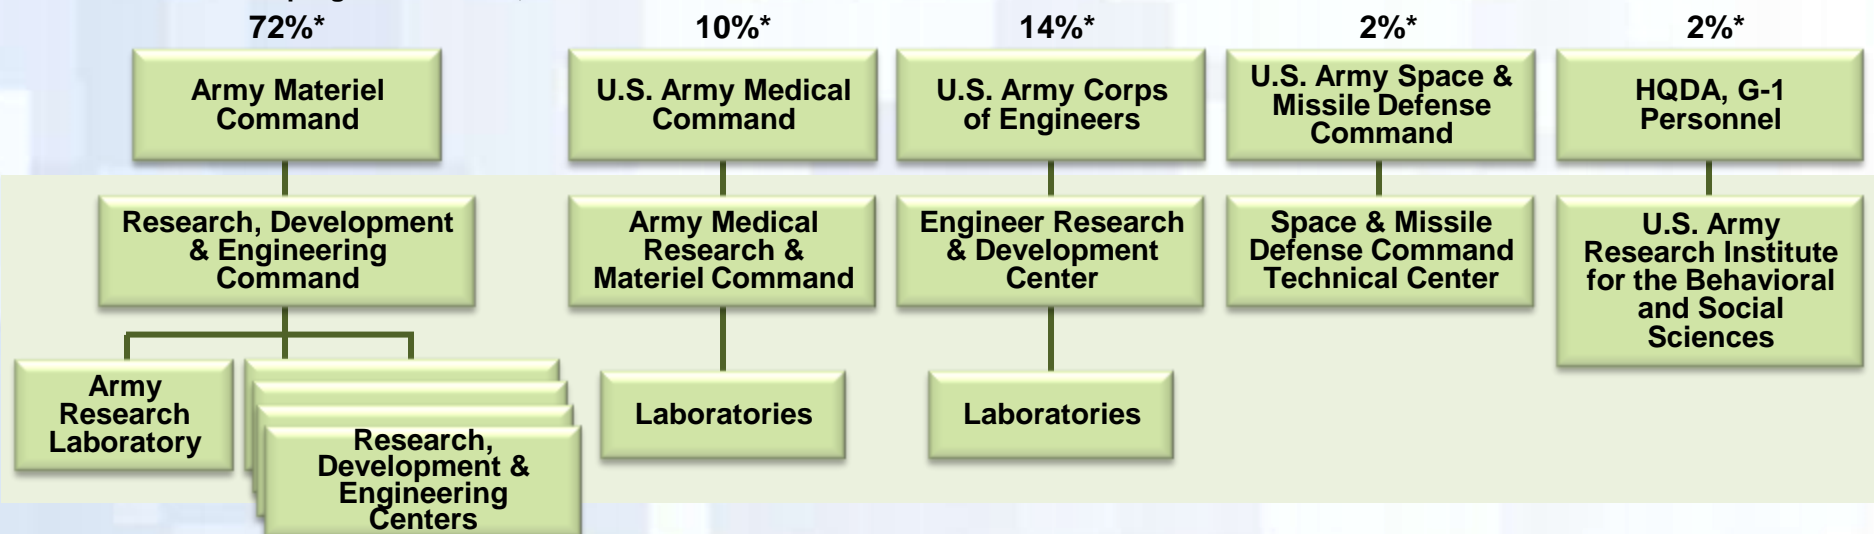 72%*
10%*
14%*
2%*
2%*
Army Materiel
Command
U.S. Army Medical
Command
U.S. Army Corps
of Engineers
U.S. Army Space &
Missile Defense
Command
HQDA, G-1
Personnel
Research, Development
& Engineering
Command
Army Medical
Research &
Materiel Command
Engineer Research
& Development
Center
Space & Missile
Defense Command
Technical Center
U.S. Army
Research Institute
for the Behavioral
and Social
Sciences
Army
Research
Laboratory
Research,
Development &
Engineering
Centers
Laboratories
Laboratories